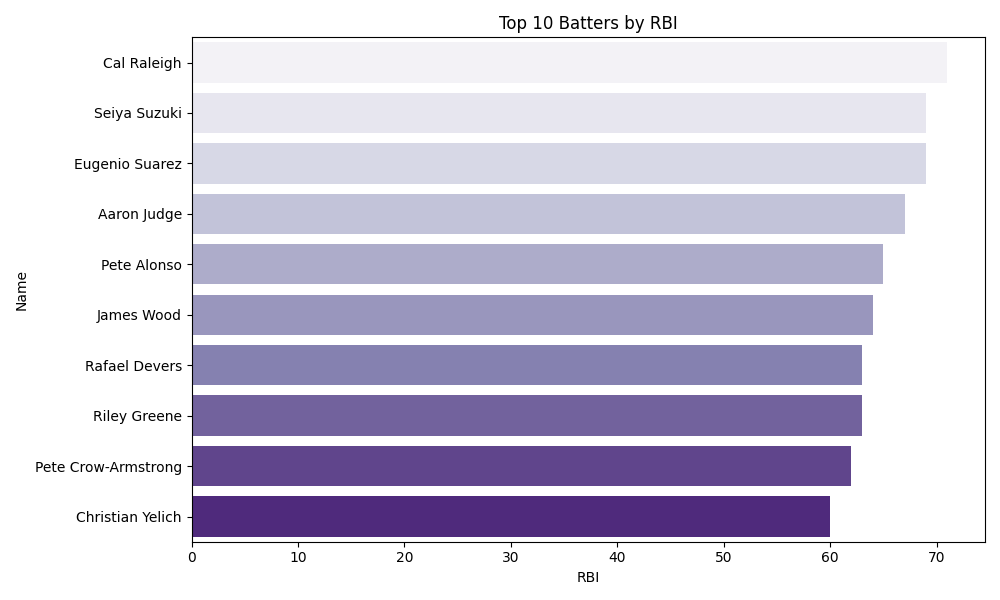 Top 10 Batters by RBI
Name
Cal Raleigh
Seiya Suzuki
Eugenio Suarez
Aaron Judge
Pete Alonso
James Wood
Rafael Devers
Riley Greene
Pete Crow-Armstrong
Christian Yelich
0 10 20 30 40 50 60 70
RBI